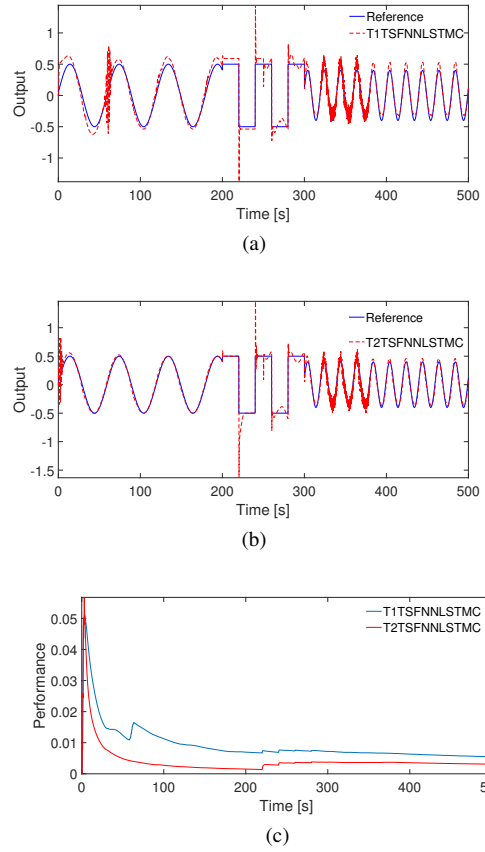 1
0.5
0
-0.5
-1
Output
Reference
T1TSFNNLSTMC
0 100 200 300 400 500
Time [s]
(a)
1
0.5
0
-0.5
-1
-1.5
Output
Reference
T2TSFNNLSTMC
0 100 200 300 400 500
Time [s]
(b)
0.05
0.04
0.03
0.02
0.01
0
Performance
T1TSFNNLSTMC
T2TSFNNLSTMC
0 100 200 300 400 500
Time [s]
(c)